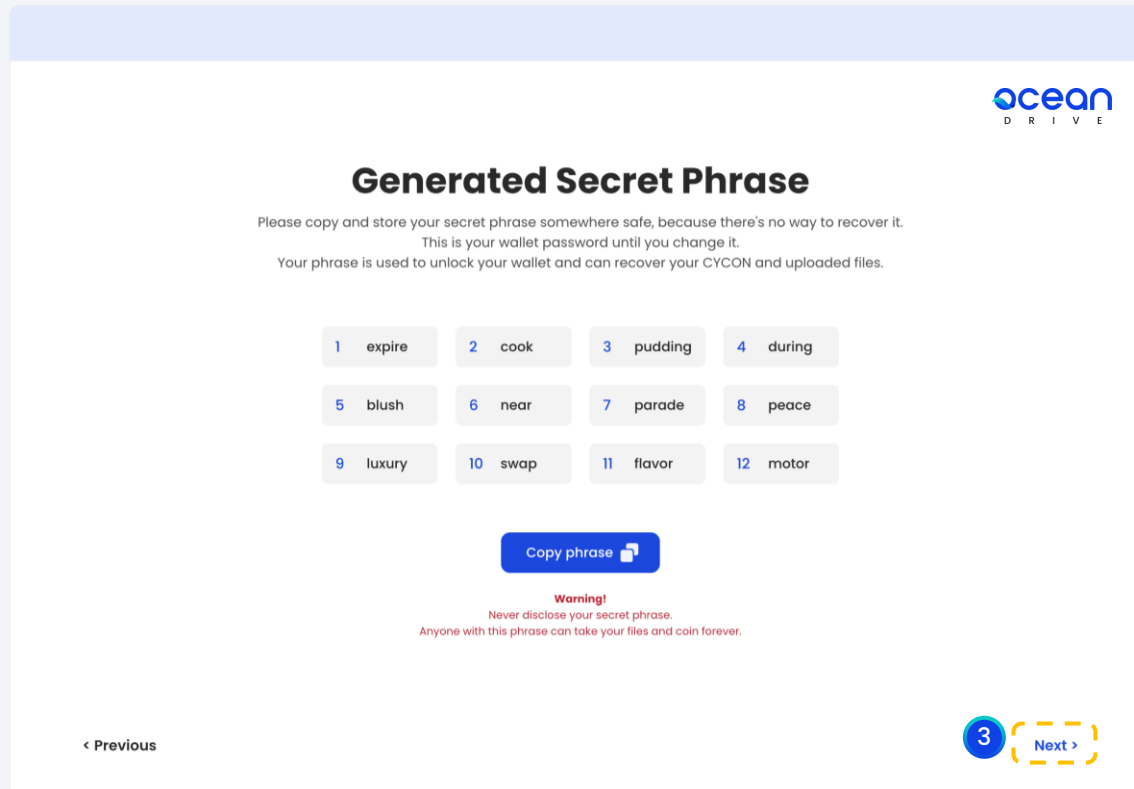 ocean
DRIVE
Generated Secret Phrase
Please copy and store your secret phrase somewhere safe, because there's no way to recover it.
This is your wallet password until you change it.
Your phrase is used to unlock your wallet and can recover your CYCON and uploaded files.
1 expire 2 cook 3 pudding 4 during
5 blush 6 near 7 parade 8 peace
9 luxury 10 swap 11 flavor 12 motor
Copy phrase
Warning!
Never disclose your secret phrase.
Anyone with this phrase can take your files and coin forever.
< Previous 3 Next >